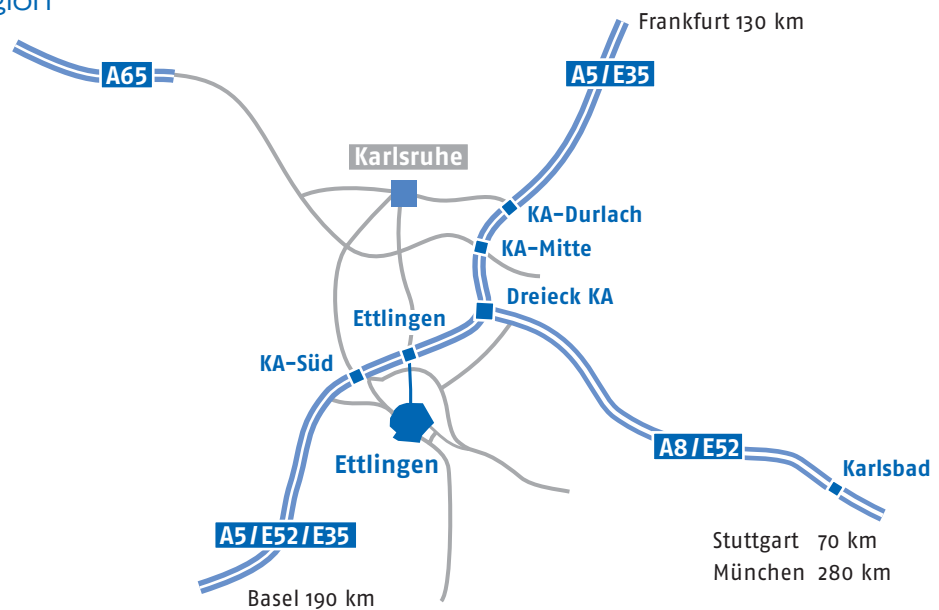 Frankfurt 130 km
A65
A5/E35
Karlsruhe
KA-Durlach
KA-Mitte
Dreieck KA
Ettlingen
KA-Süd
A8/E52
Ettlingen
Karlsbad
A5/E52/E35
Stuttgart 70 km
München 280 km
Basel 190 km